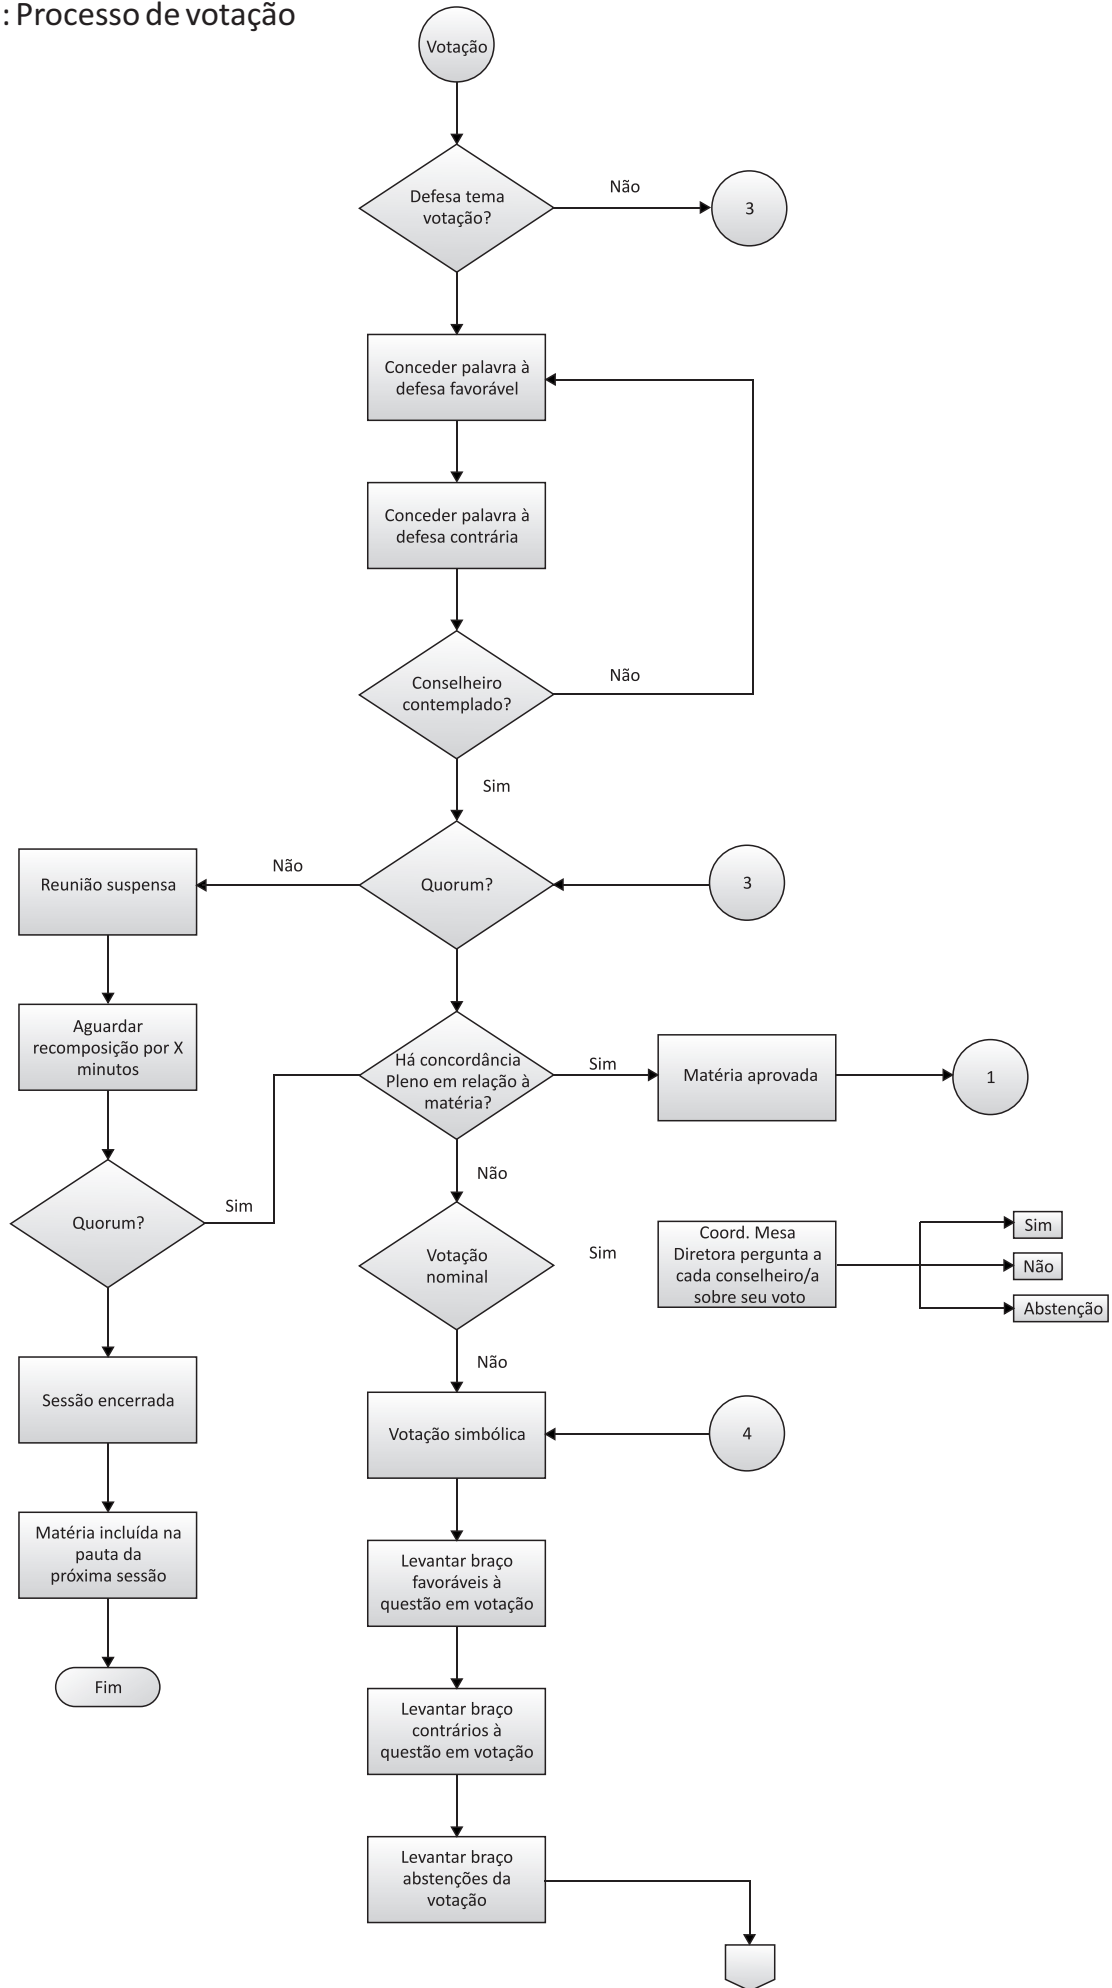 : Processo de votação
Votação
Defesa tema
votação?
Não
3
Conceder palavra à
defesa favorável
Conceder palavra à
defesa contrária
Conselheiro
contemplado?
Não
Sim
Reunião suspensa
Não
Quorum?
3
Aguardar
recomposição por X
minutos
Há concordância
Pleno em relação à
matéria?
Sim
Matéria aprovada
1
Quorum?
Sim
Não
Votação
nominal
Sim
Coord. Mesa
Diretora pergunta a
cada conselheiro/a
sobre seu voto
Sim
Não
Abstenção
Não
Sessão encerrada
Votação simbólica
4
Matéria incluída na
pauta da
próxima sessão
Levantar braço
favoráveis à
questão em votação
Fim
Levantar braço
contrários à
questão em votação
Levantar braço
abstenções da
votação